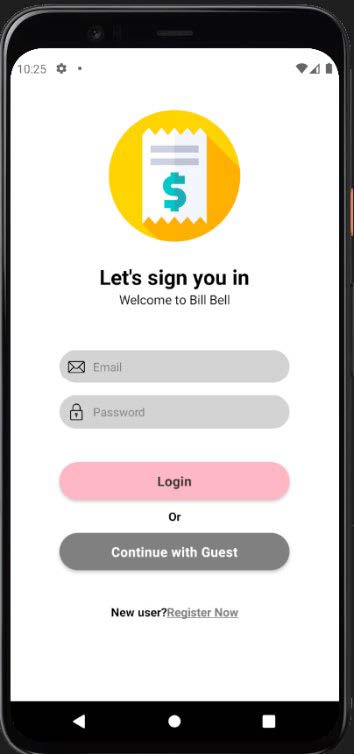 10:25
$
Let's sign you in
Welcome to Bill Bell
Email
Password
Login
Or
Continue with Guest
New user?Register Now